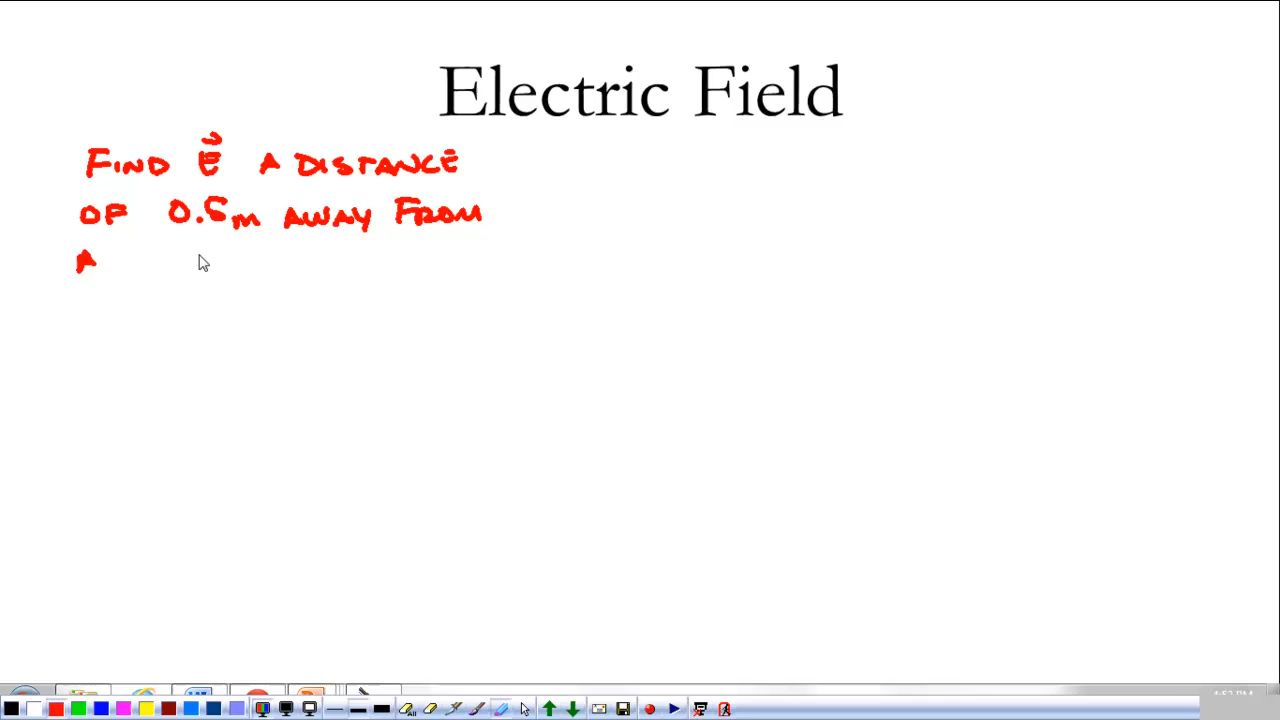 Electric Field
FIND E⃗ A DISTANCE
OF 0.5m AWAY FROM
A